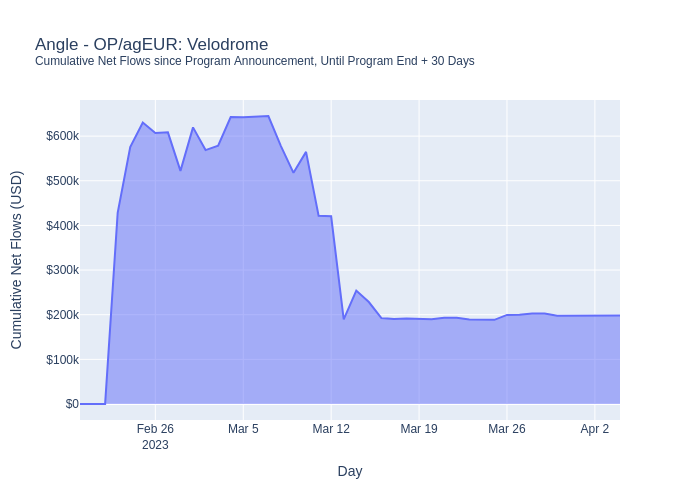 Angle - OP/agEUR: Velodrome
Cumulative Net Flows since Program Announcement, Until Program End + 30 Days
Cumulative Net Flows (USD)
$600k
$500k
$400k
$300k
$200k
$100k
$0
Feb 26
2023
Mar 5
Mar 12
Mar 19
Mar 26
Apr 2
Day